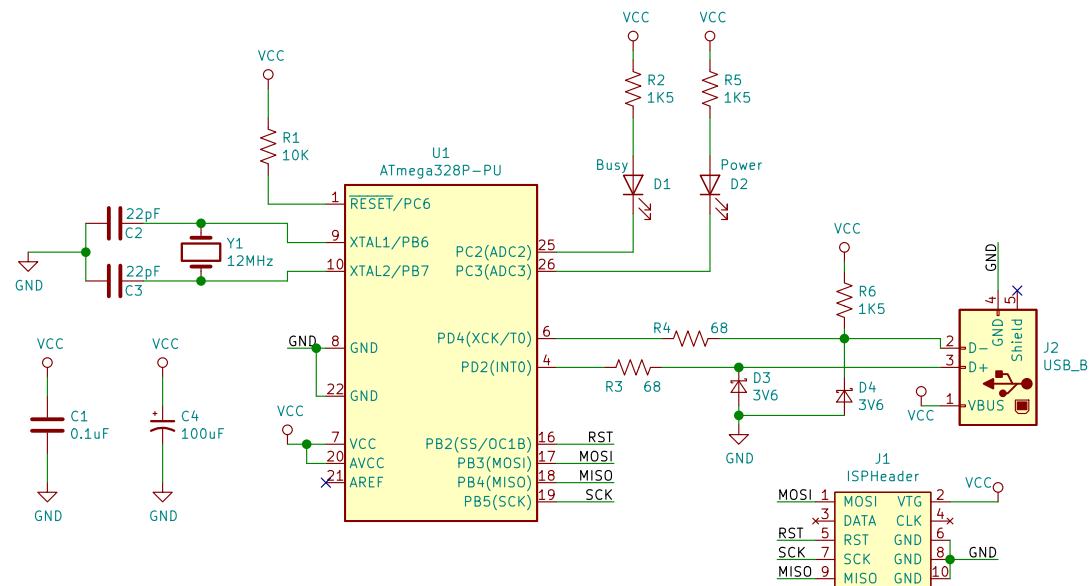 VCC
VCC
VCC
R2
1K5
R5
1K5
R1
10K
U1
ATmega328P-PU
Busy
D1
Power
D2
1
RESET/PC6
22pF
C2
9
XTAL1/PB6
Y1
12MHz
22pF
C3
10
XTAL2/PB7
GND
PC2(ADC2)
25
PC3(ADC3)
26
VCC
R6
1K5
GND
4
5
GND
Shield
J2
USB_B
2
D-
3
D+
1
VBUS
VCC
PD4(XCK/T0)
6
R4
68
PD2(INT0)
4
R3
68
D3
3V6
D4
3V6
GND
GND
8
GND
22
GND
VCC
7
VCC
20
AVCC
21
AREF
PB2(SS/OC1B)
16
RST
PB3(MOSI)
17
MOSI
PB4(MISO)
18
MISO
PB5(SCK)
19
SCK
VCC
C1
0.1uF
GND
VCC
+
C4
100uF
GND
J1
ISPHeader
MOSI
1
MOSI
VTG
2
VCC
3
DATA
CLK
4
RST
5
RST
GND
6
SCK
7
SCK
GND
8
GND
MISO
9
MISO
GND
10